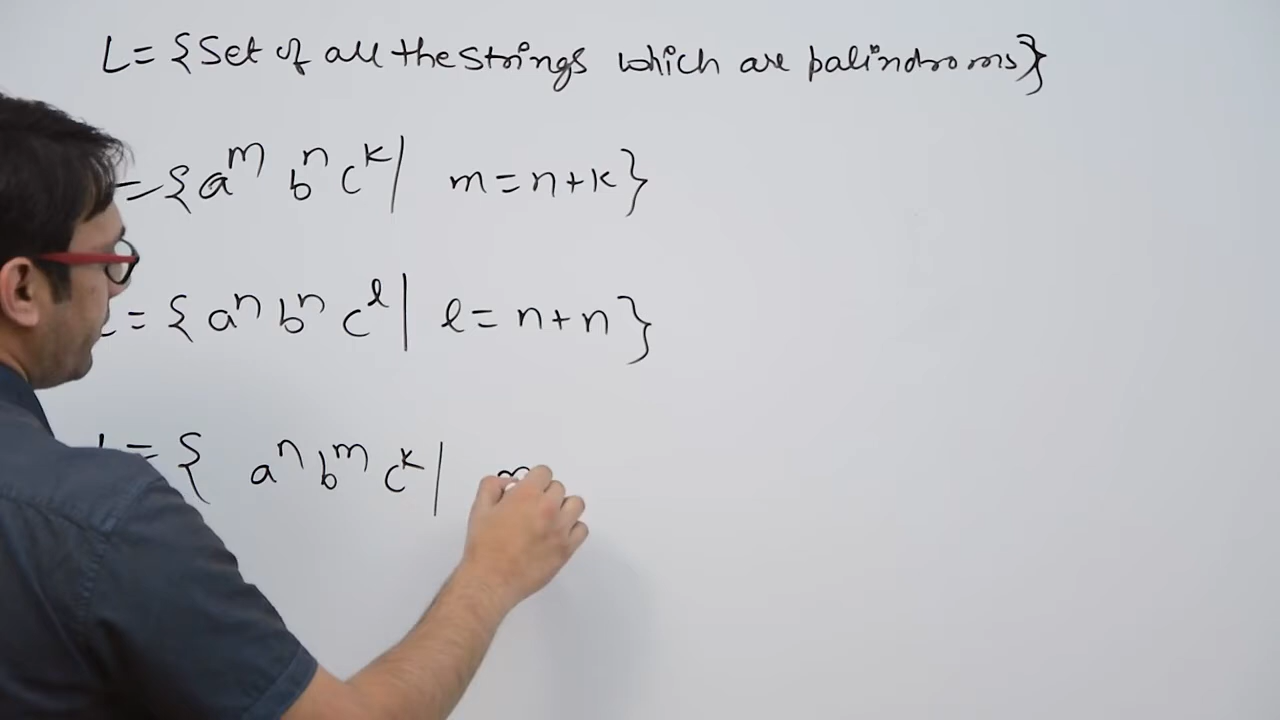 L = {Set of all the strings which are palindroms}
= {a^m b^n c^k | m = n + k}
L = {a^n b^n c^l | l = n + n}
L = { a^n b^m c^k |